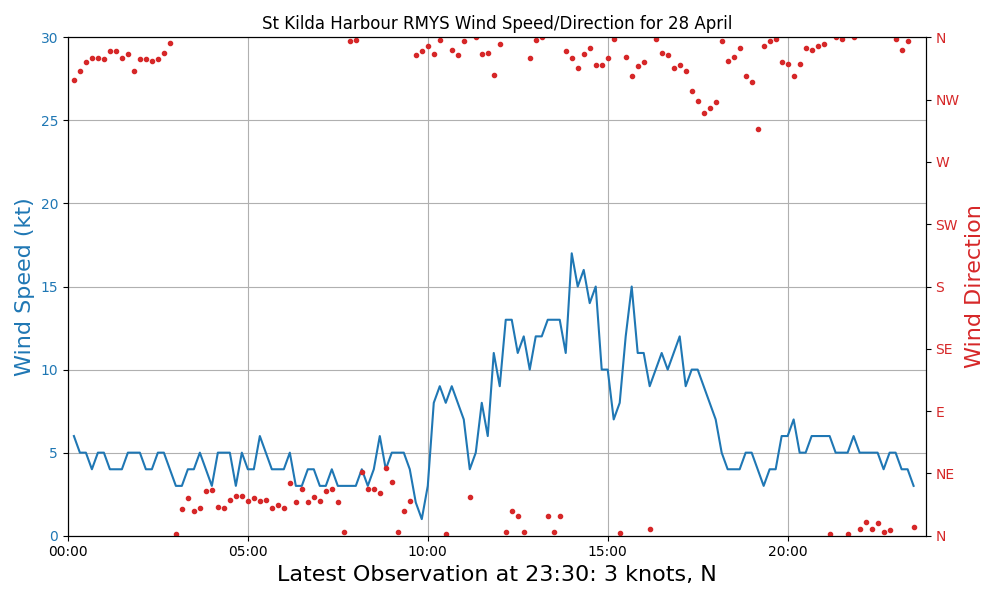 St Kilda Harbour RMYS Wind Speed/Direction for 28 April
30
25
20
15
10
5
0
Wind Speed (kt)
N
NW
W
SW
S
SE
E
NE
N
Wind Direction
00:00
05:00
10:00
15:00
20:00
Latest Observation at 23:30: 3 knots, N